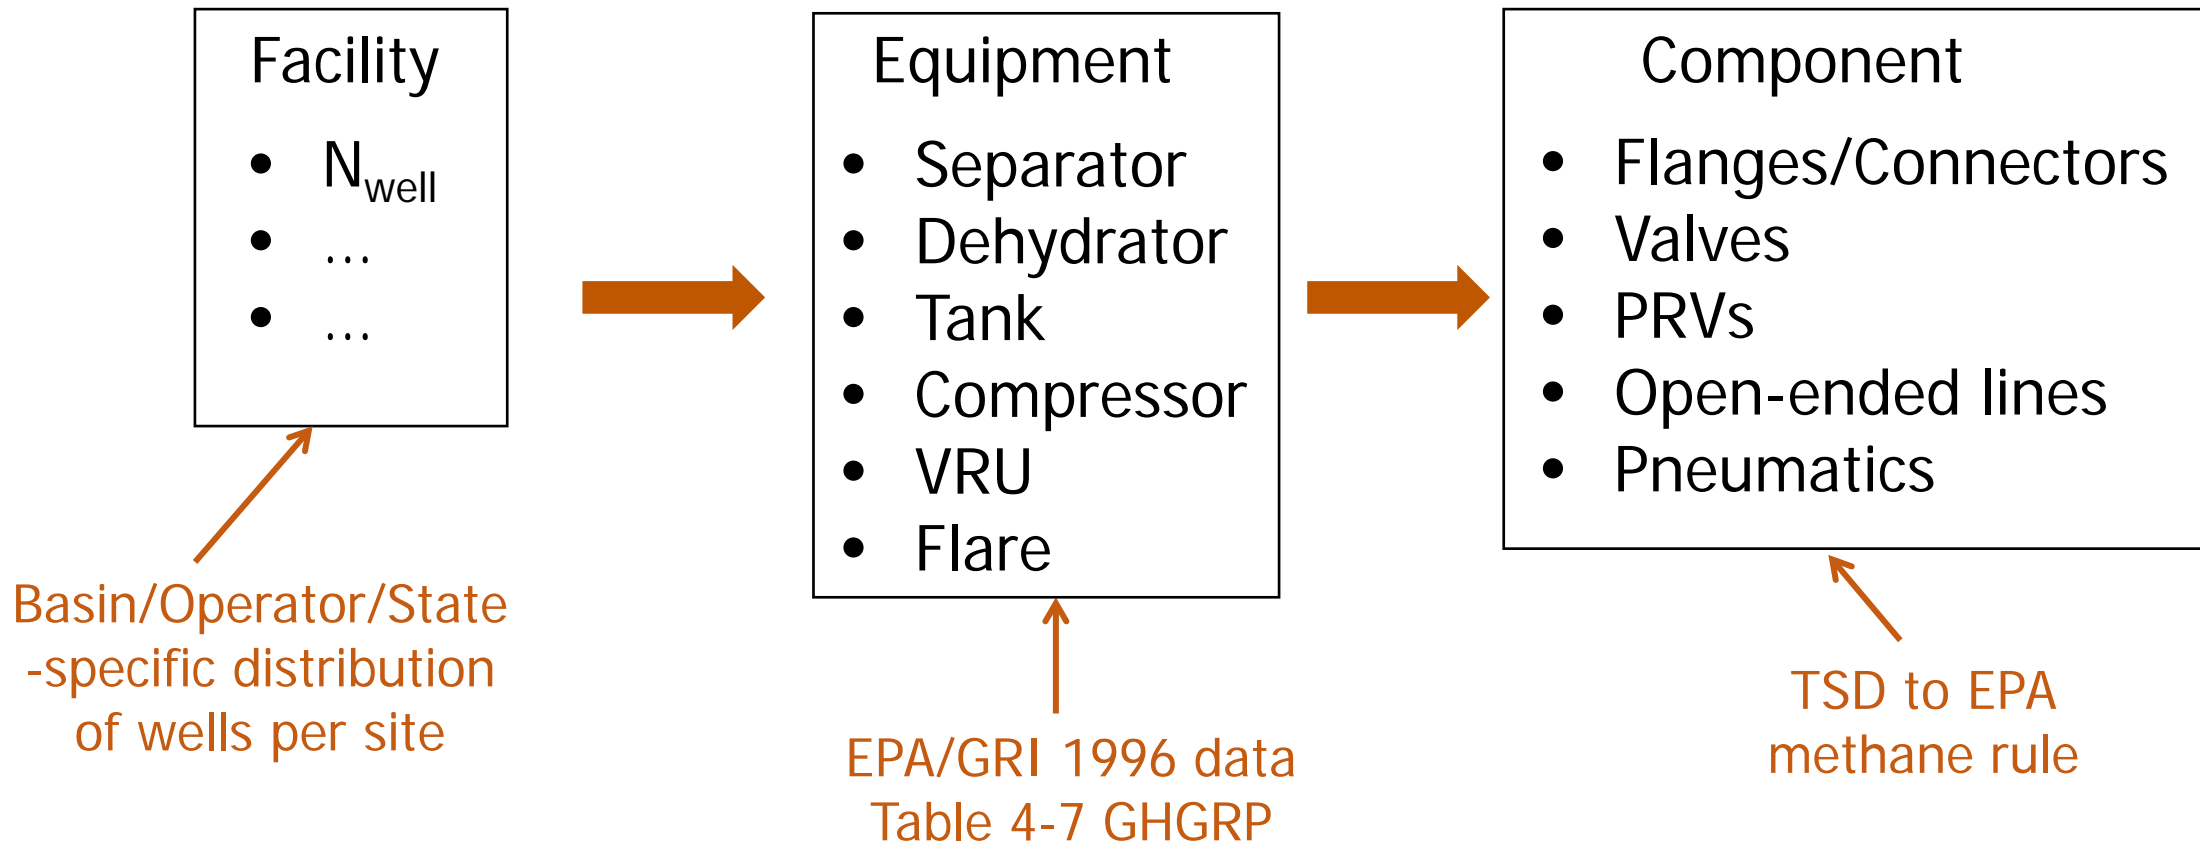 Facility
• N_well
• …
• …
Equipment
• Separator
• Dehydrator
• Tank
• Compressor
• VRU
• Flare
Component
• Flanges/Connectors
• Valves
• PRVs
• Open-ended lines
• Pneumatics
Basin/Operator/State
-specific distribution
of wells per site
EPA/GRI 1996 data
Table 4-7 GHGRP
TSD to EPA
methane rule